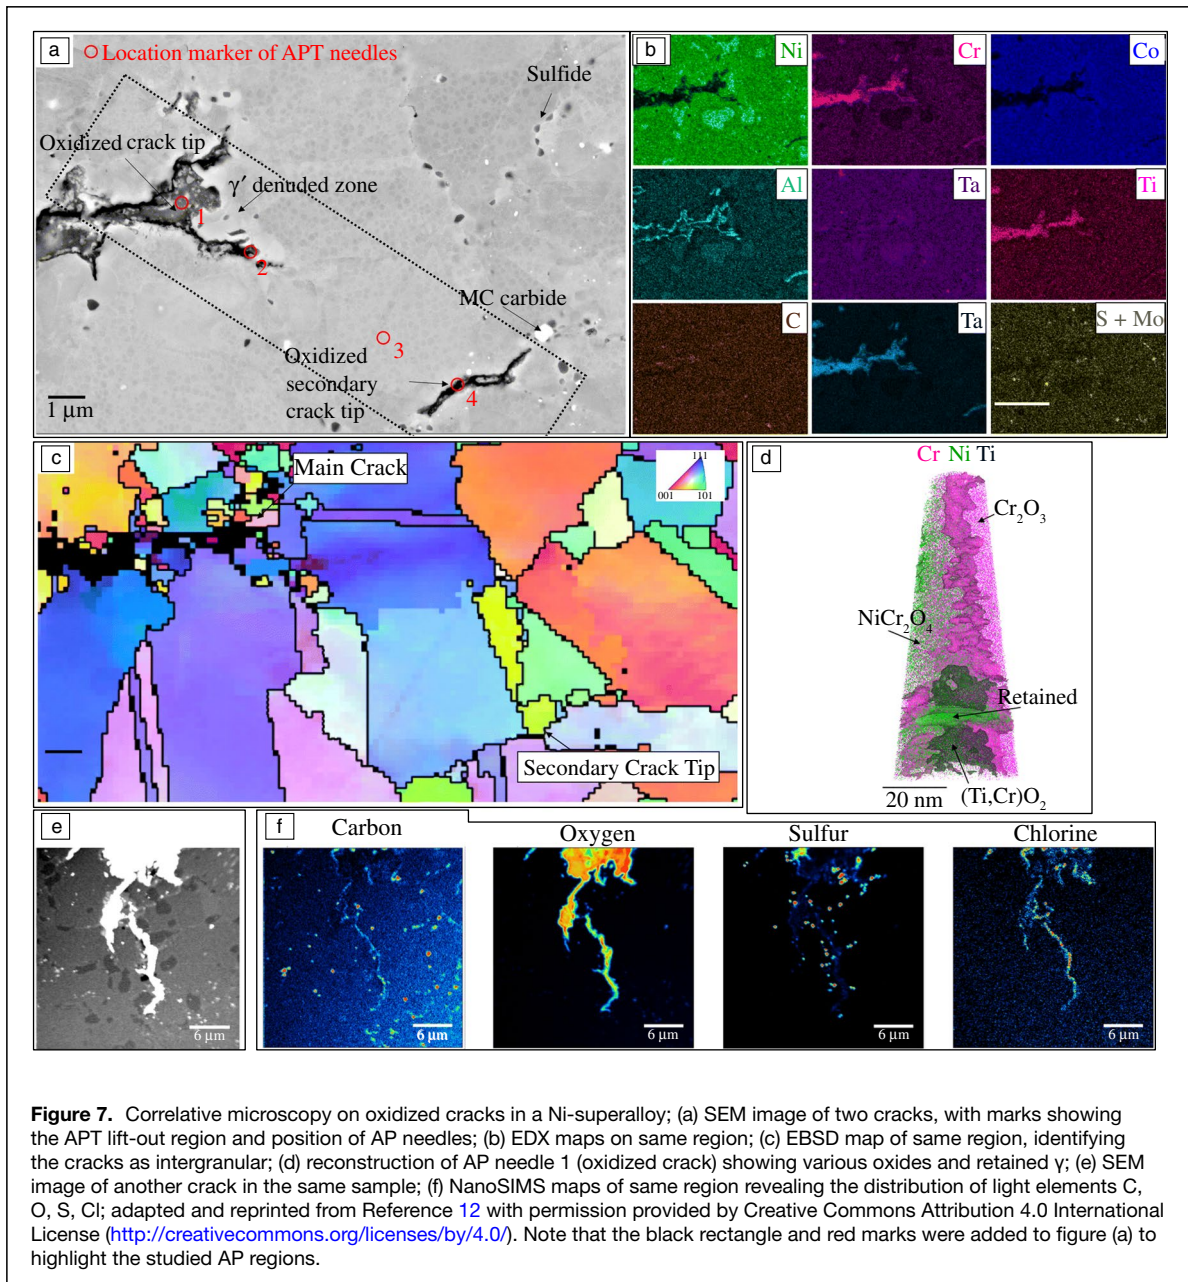 a
Location marker of APT needles
Sulfide
Oxidized crack tip
γ′ denuded zone
1
2
MC carbide
3
Oxidized
secondary
crack tip
4
1 μm
b
Ni
Cr
Co
Al
Ta
Ti
C
Ta
S + Mo
c
Main Crack
111
001
101
Secondary Crack Tip
d
Cr Ni Ti
Cr₂O₃
NiCr₂O₄
Retained
20 nm
(Ti,Cr)O₂
e
6 μm
f
Carbon
Oxygen
Sulfur
Chlorine
6 μm
6 μm
6 μm
6 μm
Figure 7. Correlative microscopy on oxidized cracks in a Ni-superalloy; (a) SEM image of two cracks, with marks showing
the APT lift-out region and position of AP needles; (b) EDX maps on same region; (c) EBSD map of same region, identifying
the cracks as intergranular; (d) reconstruction of AP needle 1 (oxidized crack) showing various oxides and retained γ; (e) SEM
image of another crack in the same sample; (f) NanoSIMS maps of same region revealing the distribution of light elements C,
O, S, Cl; adapted and reprinted from Reference 12 with permission provided by Creative Commons Attribution 4.0 International
License (http://creativecommons.org/licenses/by/4.0/). Note that the black rectangle and red marks were added to figure (a) to
highlight the studied AP regions.